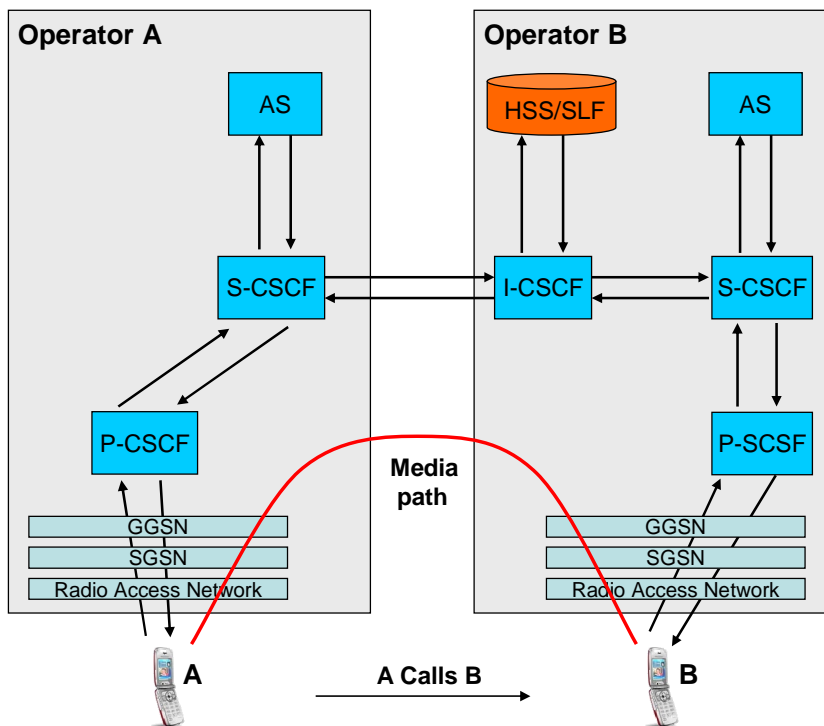 Operator A
Operator B
AS
HSS/SLF
AS
S-CSCF
I-CSCF
S-CSCF
P-CSCF
P-SCSF
Media
path
GGSN
GGSN
SGSN
SGSN
Radio Access Network
Radio Access Network
A
A Calls B
B